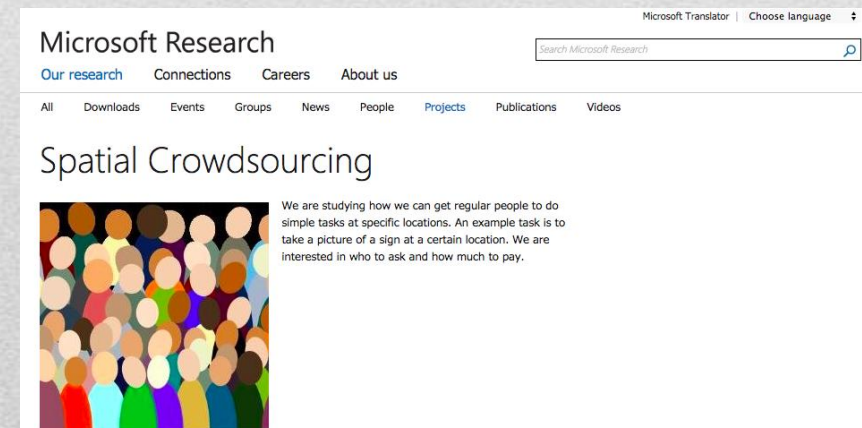 Microsoft Translator | Choose language
Microsoft Research
Search Microsoft Research
Our research Connections Careers About us
All Downloads Events Groups News People Projects Publications Videos
Spatial Crowdsourcing
We are studying how we can get regular people to do
simple tasks at specific locations. An example task is to
take a picture of a sign at a certain location. We are
interested in who to ask and how much to pay.